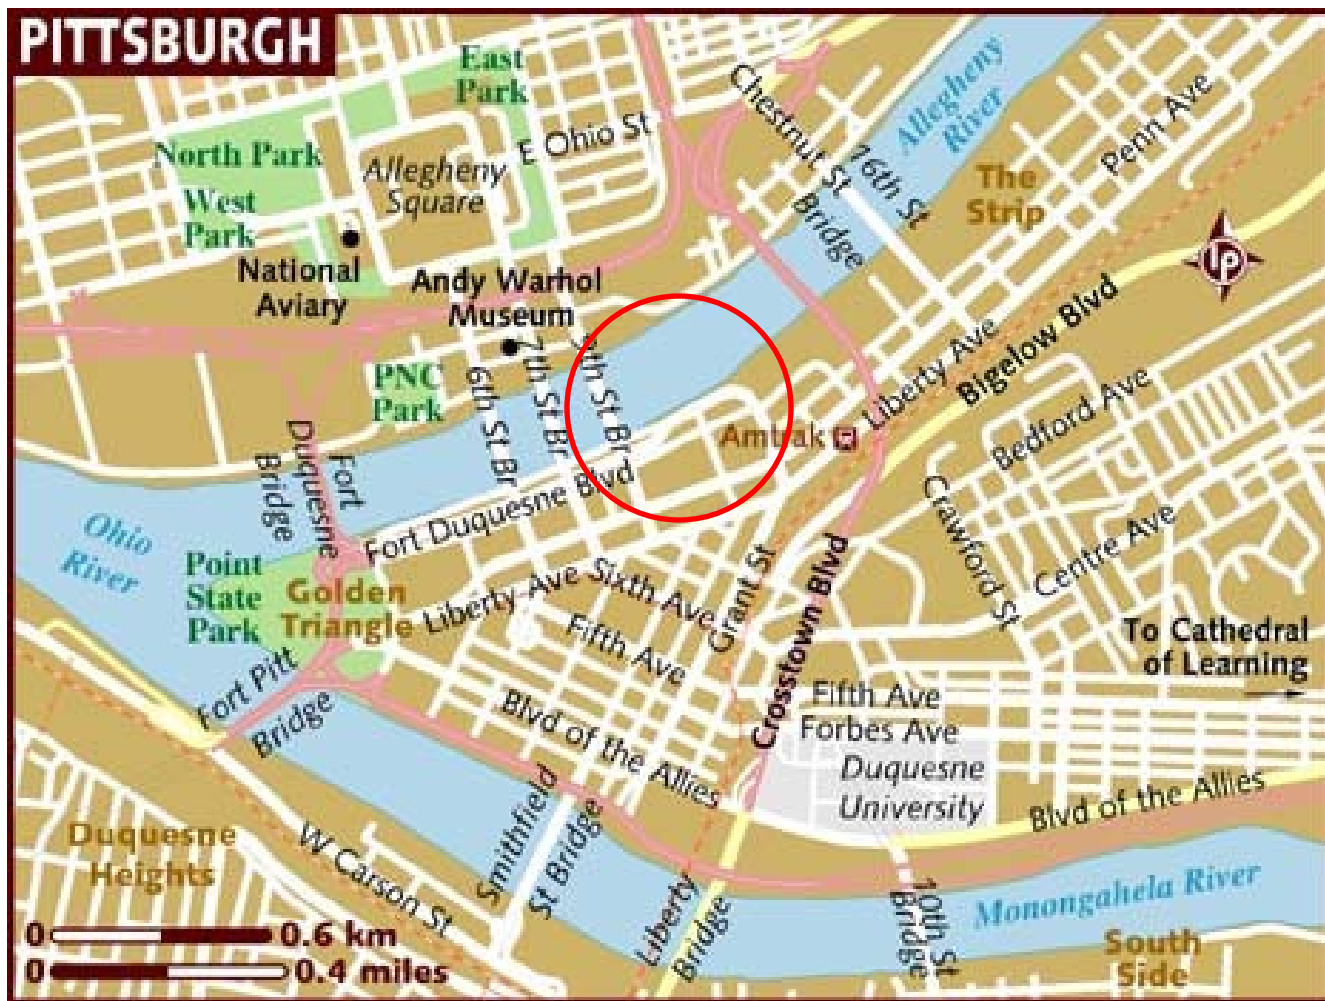 PITTSBURGH
East
Park
Chestnut St
Allegheny
River
Penn Ave
E Ohio St
North Park
Allegheny
Square
16th St
Bridge
The
Strip
West
Park
National
Aviary
Andy Warhol
Museum
lp
Bigelow Blvd
Liberty Ave
PNC
Park
6th St Br
7th St Br
9th St Br
Bedford Ave
Amtrak
Fort
Duquesne
Bridge
Fort Duquesne Blvd
Crawford St
Centre Ave
Ohio
River
Point
State
Park
Golden
Triangle
Liberty Ave
Sixth Ave
Grant St
Crosstown Blvd
Fifth Ave
To Cathedral
of Learning
Fort Pitt
Bridge
Fifth Ave
Forbes Ave
Blvd of the Allies
Duquesne
University
Blvd of the Allies
Smithfield
St Bridge
Duquesne
Heights
W Carson St
Liberty
Bridge
10th St
Bridge
Monongahela River
South
Side
0 0.6 km
0 0.4 miles